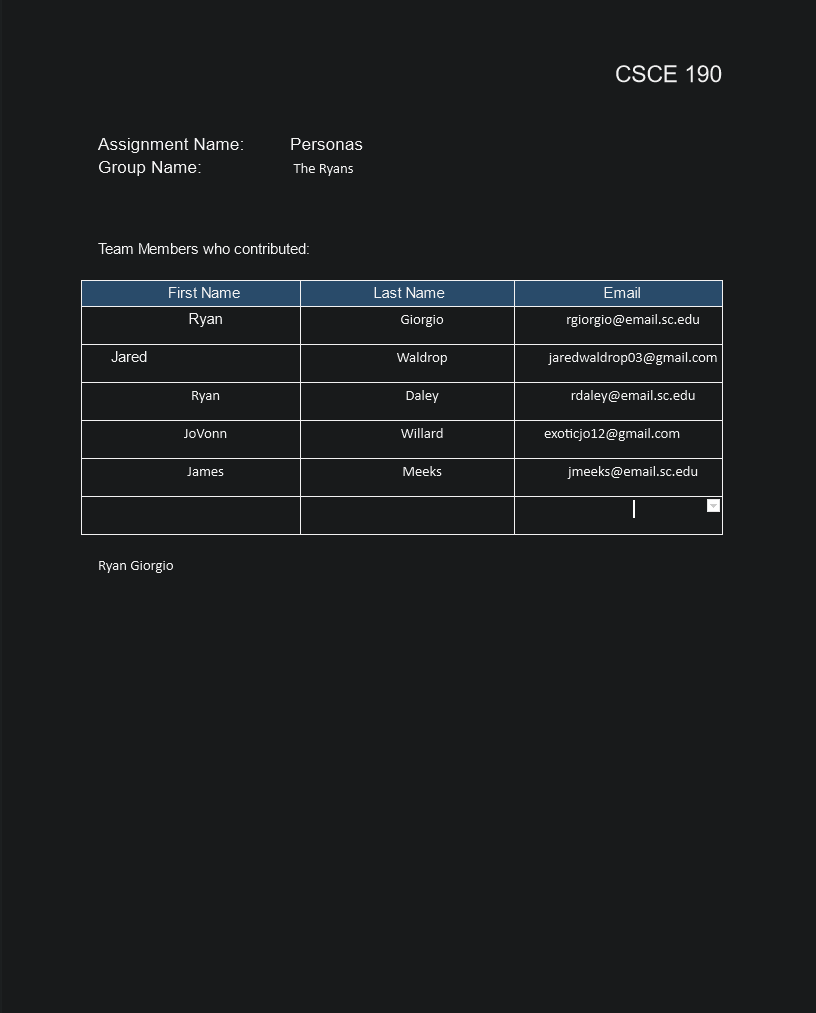 CSCE 190
Assignment Name: Personas
Group Name: The Ryans
Team Members who contributed:
First Name Last Name Email
Ryan Giorgio rgiorgio@email.sc.edu
Jared Waldrop jaredwaldrop03@gmail.com
Ryan Daley rdaley@email.sc.edu
JoVonn Willard exoticjo12@gmail.com
James Meeks jmeeks@email.sc.edu
Ryan Giorgio